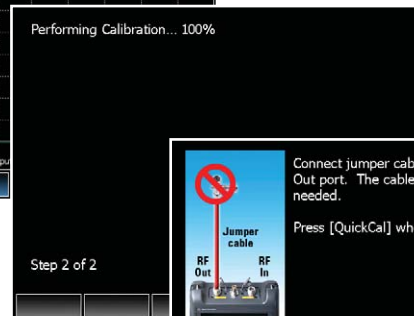 Performing Calibration... 100%
Step 2 of 2
Connect jumper cab
Out port. The cable
needed.
Press [QuickCal] wh
Jumper
cable
RF
Out
RF
In